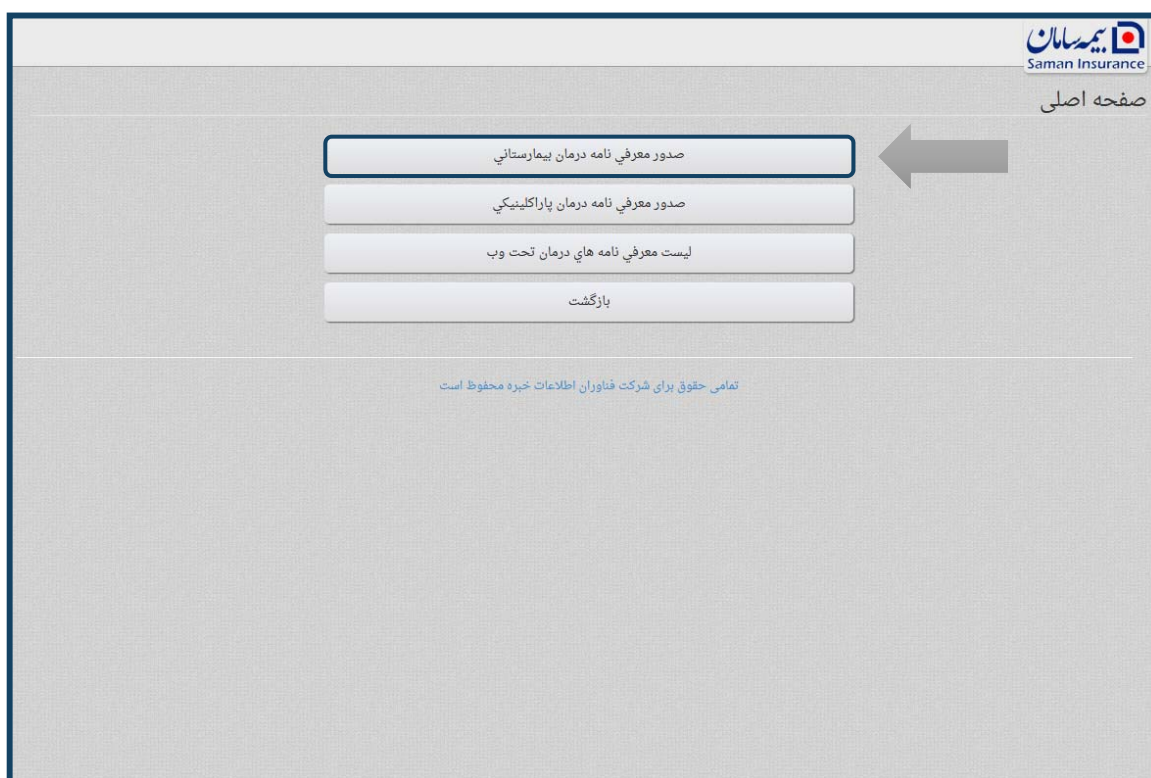 بیمه سامان
Saman Insurance
صفحه اصلی
صدور معرفي نامه درمان بيمارستاني
صدور معرفي نامه درمان پاراكلينيكي
ليست معرفي نامه هاي درمان تحت وب
بازگشت
تمامی حقوق برای شرکت فناوران اطلاعات خبره محفوظ است